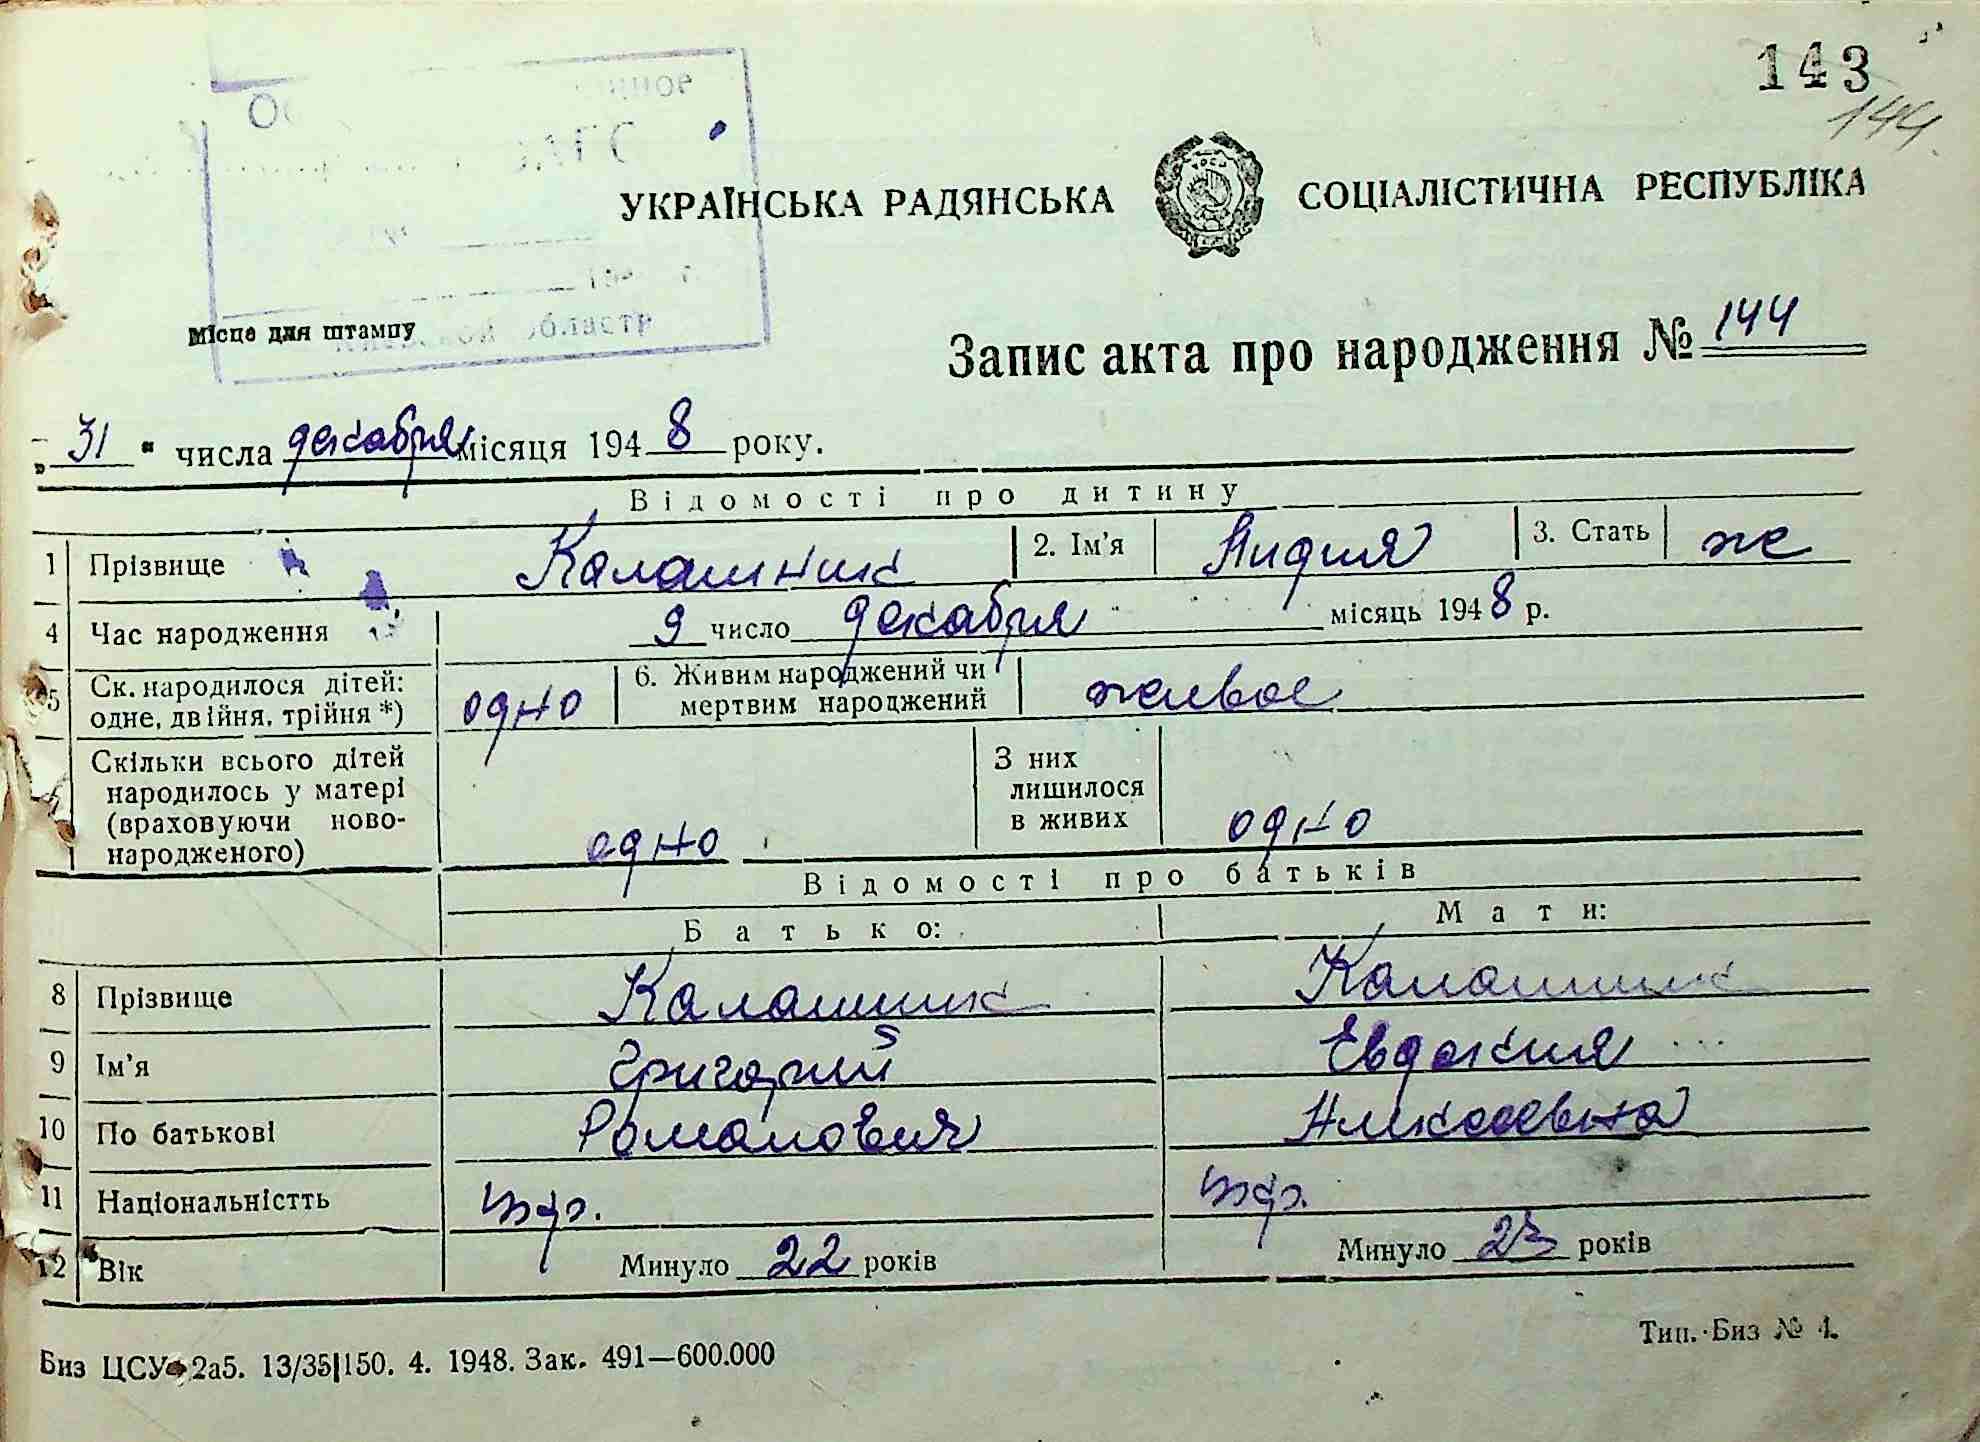 143
144
УКРАЇНСЬКА РАДЯНСЬКА СОЦІАЛІСТИЧНА РЕСПУБЛІКА
Місце для штампу
области
Запис акта про народження № 144
„ 31 “ числа декабря місяця 1948 року.
Відомості про дитину
1 Прізвище Калашник 2. Ім’я Лидия 3. Стать же
4 Час народження 9 число декабря місяць 1948 р.
5 Ск. народилося дітей: одне, двійня, трійня *) одно 6. Живим народжений чи мертвим народжений живое
Скільки всього дітей народилось у матері (враховуючи ново-народженого) одно З них лишилося в живих одно
Відомості про батьків
Батько: Мати:
8 Прізвище Калашник Калашник
9 Ім’я Григорий Евдокия
10 По батькові Романович Алексеевна
11 Національністть укр. укр.
12 Вік Минуло 22 років Минуло 23 років
Тип. Биз № 4.
Биз ЦСУ 2а5. 13/35|150. 4. 1948. Зак. 491—600.000